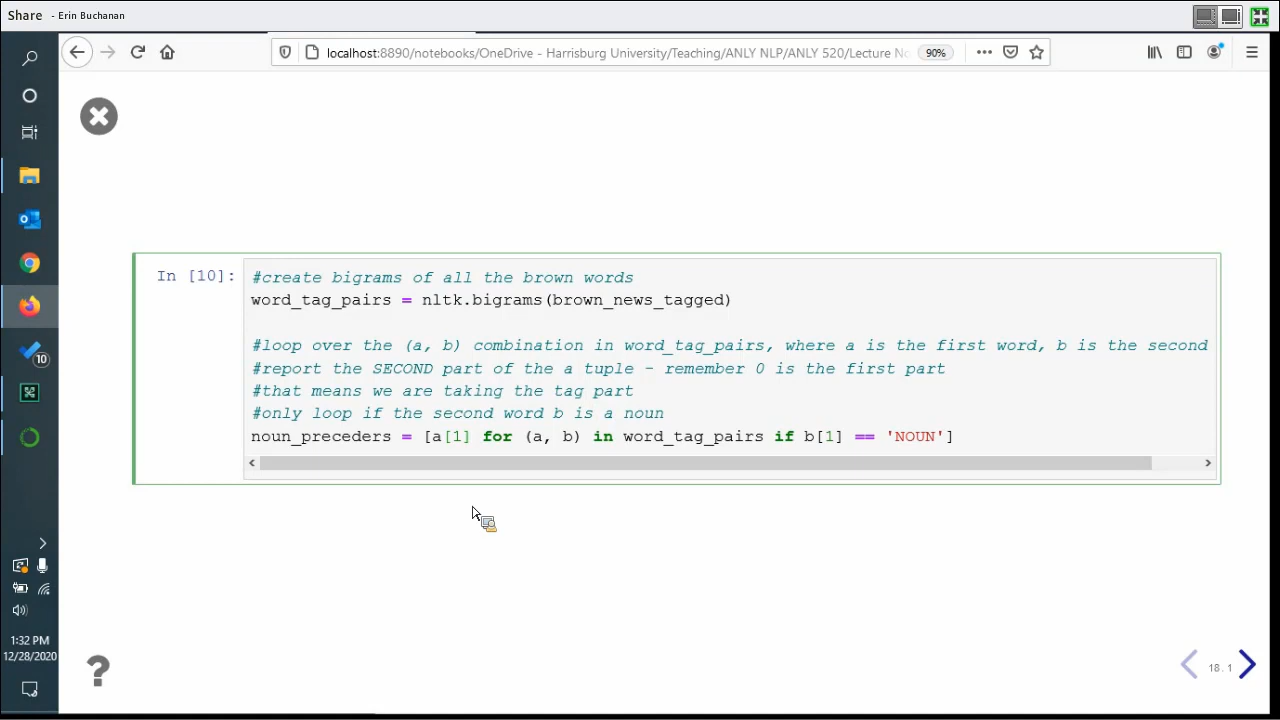 Share - Erin Buchanan
localhost:8890/notebooks/OneDrive - Harrisburg University/Teaching/ANLY NLP/ANLY 520/Lecture No
90%
In [10]:
#create bigrams of all the brown words
word_tag_pairs = nltk.bigrams(brown_news_tagged)
#loop over the (a, b) combination in word_tag_pairs, where a is the first word, b is the second
#report the SECOND part of the a tuple - remember 0 is the first part
#that means we are taking the tag part
#only loop if the second word b is a noun
noun_preceders = [a[1] for (a, b) in word_tag_pairs if b[1] == 'NOUN']
10
1:32 PM
12/28/2020
18.1